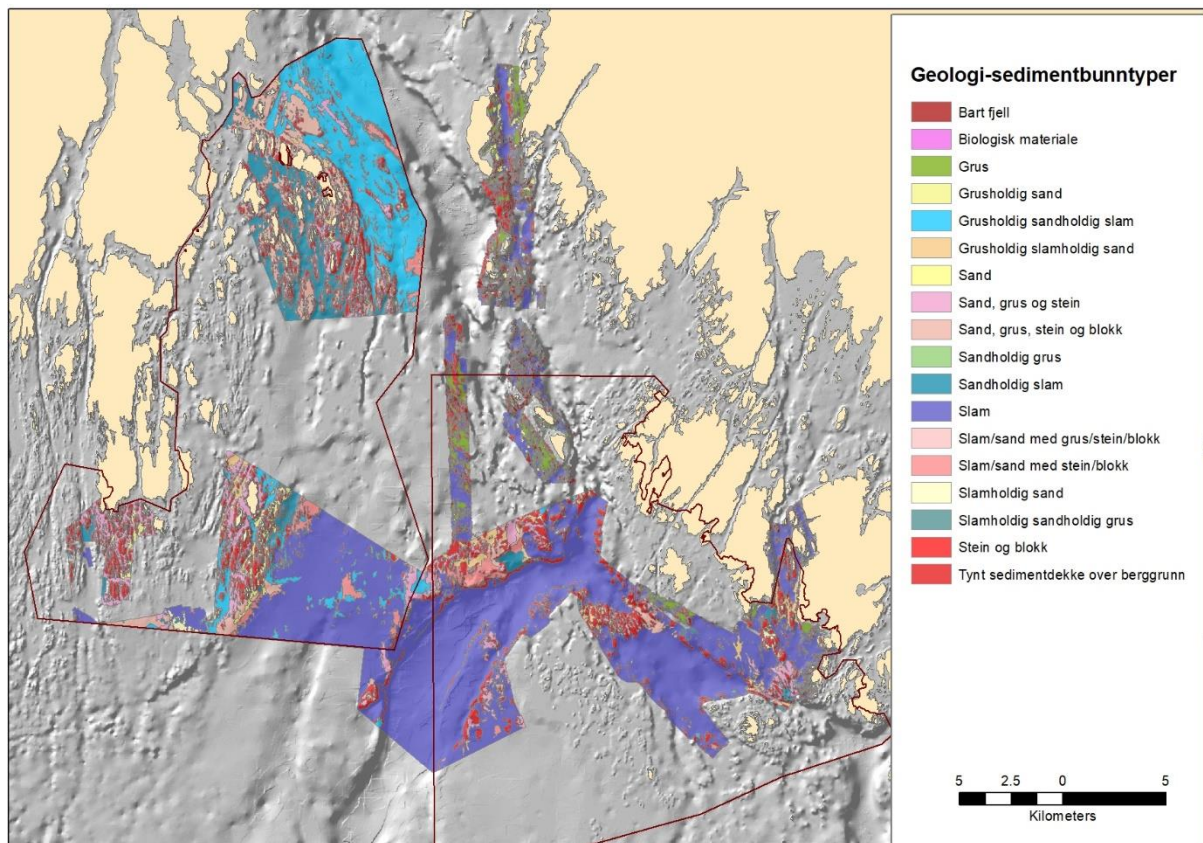 Geologi-sedimentbunntyper
Bart fjell
Biologisk materiale
Grus
Grusholdig sand
Grusholdig sandholdig slam
Grusholdig slamholdig sand
Sand
Sand, grus og stein
Sand, grus, stein og blokk
Sandholdig grus
Sandholdig slam
Slam
Slam/sand med grus/stein/blokk
Slam/sand med stein/blokk
Slamholdig sand
Slamholdig sandholdig grus
Stein og blokk
Tynt sedimentdekke over berggrunn
5 2.5 0 5
Kilometers